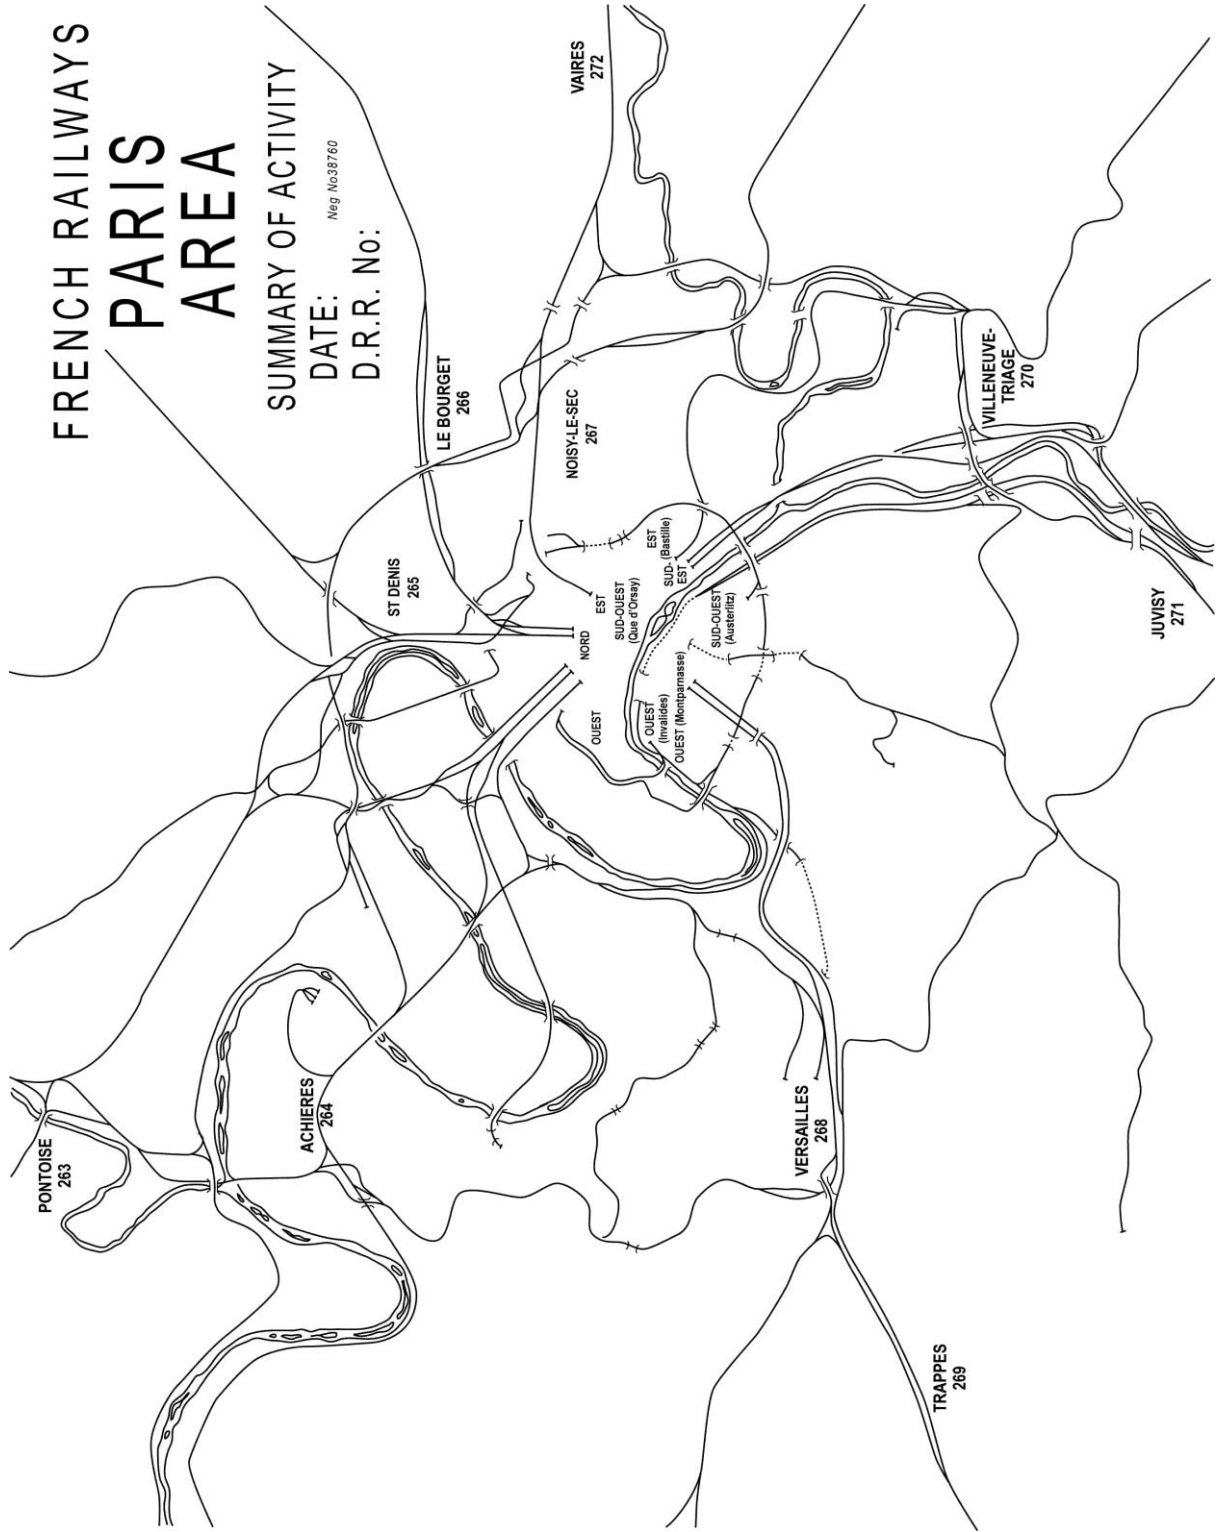 FRENCH RAILWAYS
PARIS
AREA
SUMMARY OF ACTIVITY
DATE:
Neg No38760
D.R.R. No:
PONTOISE
263
ACHIERES
264
ST DENIS
265
LE BOURGET
266
VAIRES
272
NOISY-LE-SEC
267
NORD
EST
OUEST
SUD-OUEST
(Que d'Orsay)
EST
(Bastille)
SUD-
EST
OUEST
(Invalides)
OUEST (Montparnasse)
SUD-OUEST
(Austerlitz)
VERSAILLES
268
TRAPPES
269
VILLENEUVE-
TRIAGE
270
JUVISY
271